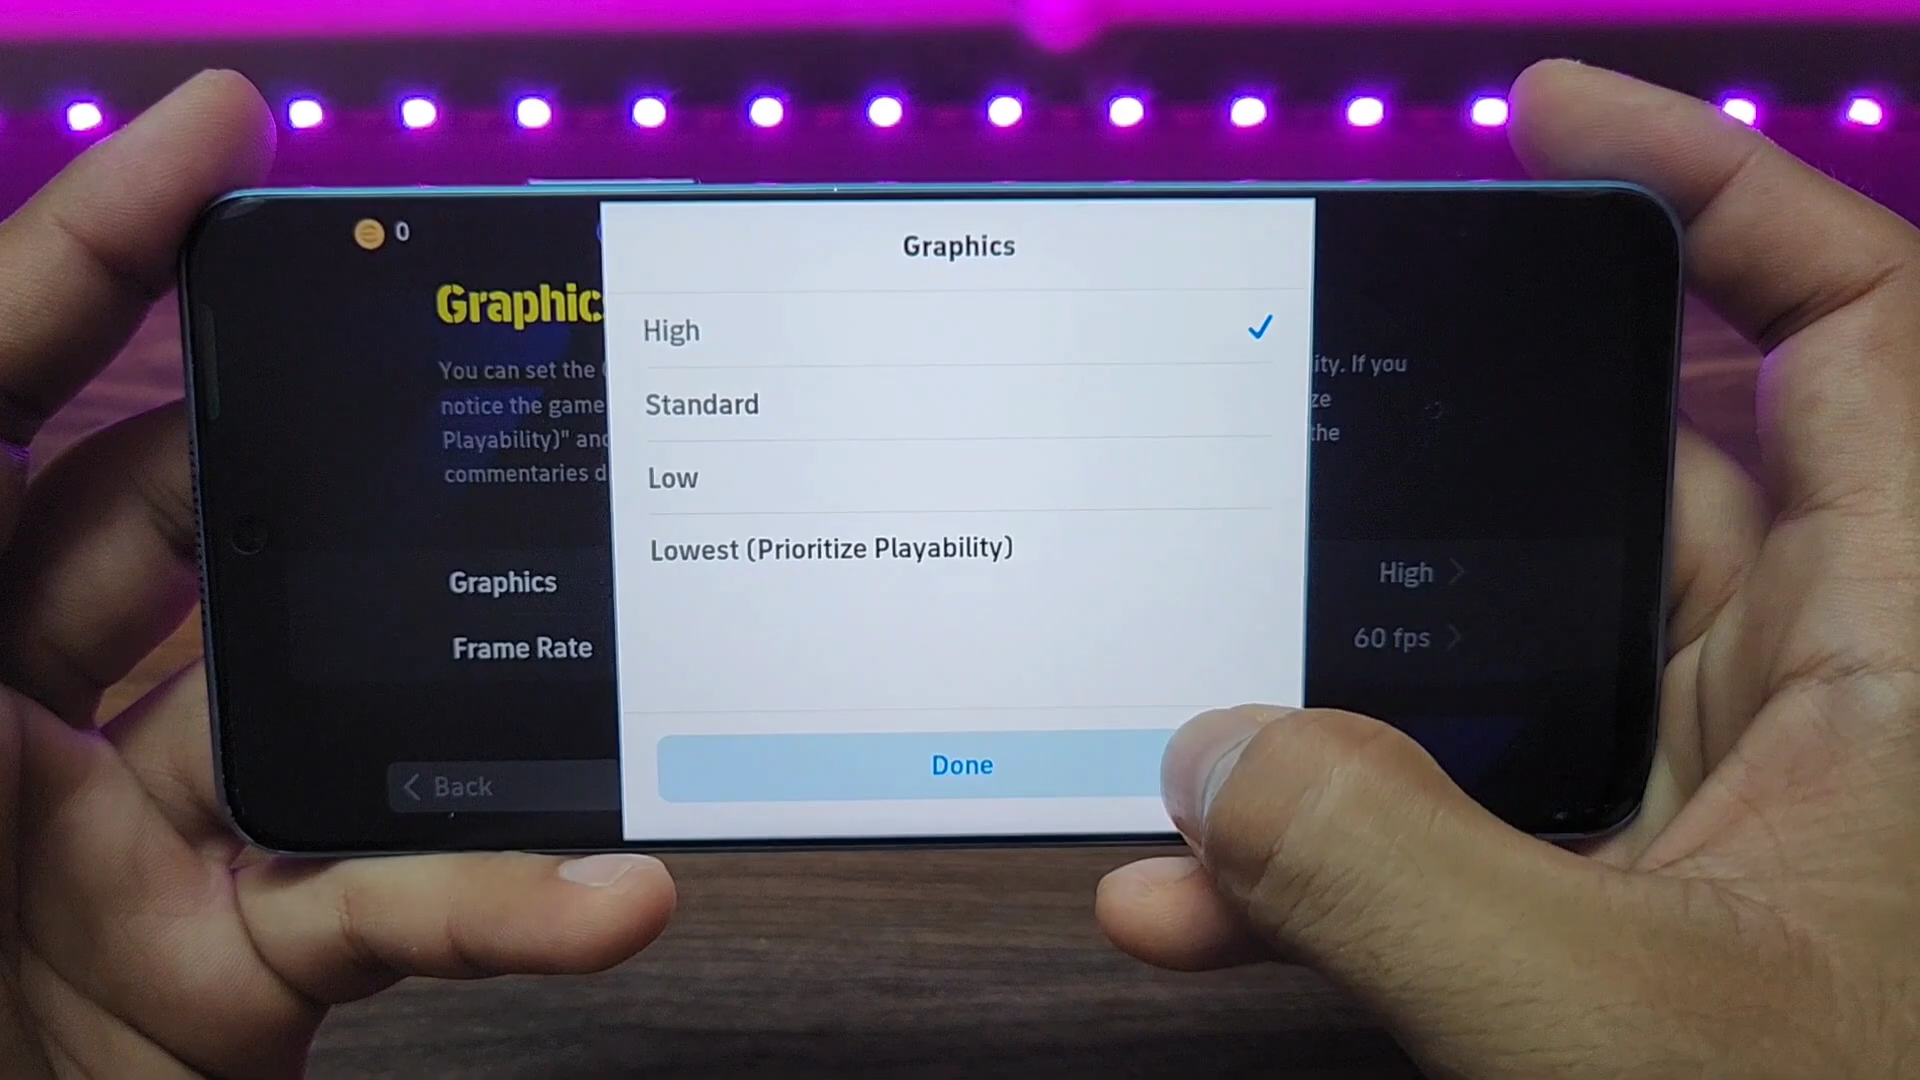 0
Graphics
Graphic
High
You can set the
ity. If you
notice the game
Standard
Playability)" and
the
commentaries d
Low
Lowest (Prioritize Playability)
Graphics
High
Frame Rate
60 fps
Done
Back